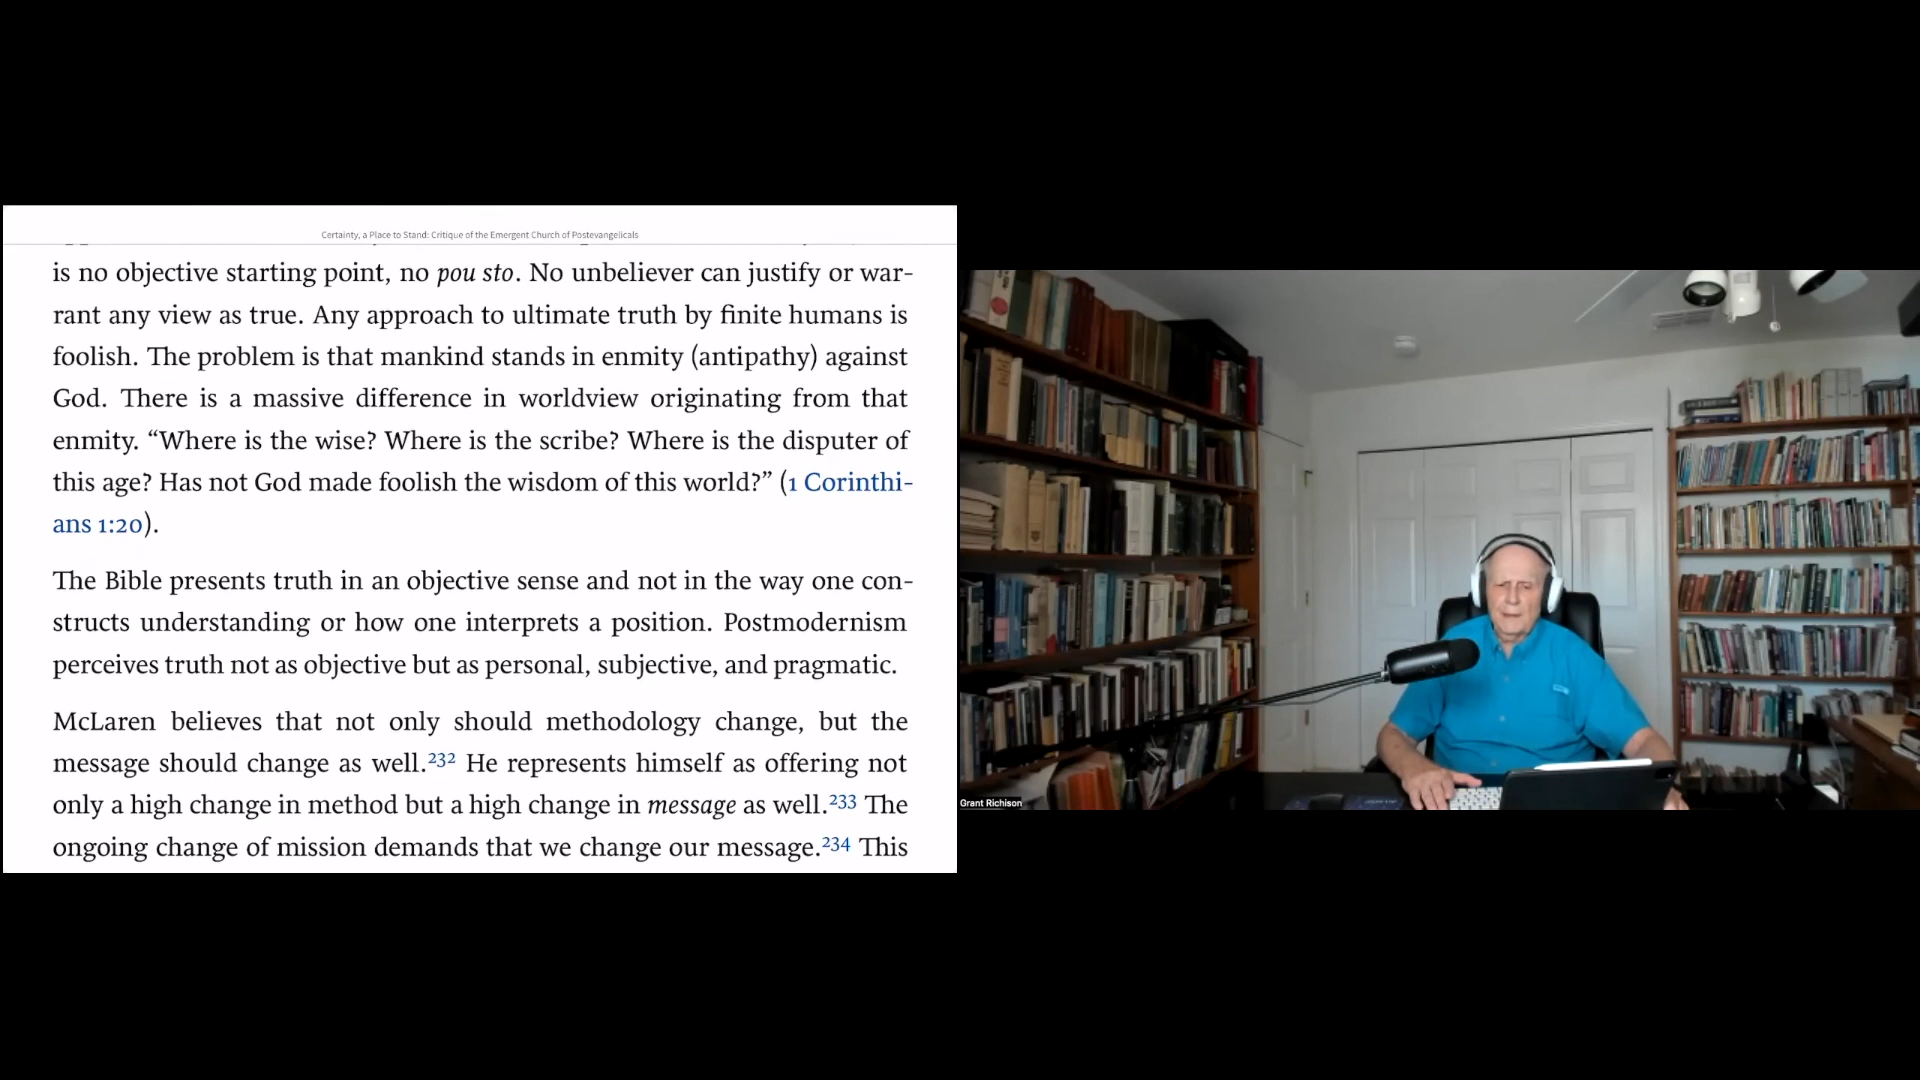 Certainty, a Place to Stand: Critique of the Emergent Church of Postevangelicals
is no objective starting point, no pou sto. No unbeliever can justify or war-
rant any view as true. Any approach to ultimate truth by finite humans is
foolish. The problem is that mankind stands in enmity (antipathy) against
God. There is a massive difference in worldview originating from that
enmity. “Where is the wise? Where is the scribe? Where is the disputer of
this age? Has not God made foolish the wisdom of this world?” (1 Corinthi-
ans 1:20).
The Bible presents truth in an objective sense and not in the way one con-
structs understanding or how one interprets a position. Postmodernism
perceives truth not as objective but as personal, subjective, and pragmatic.
McLaren believes that not only should methodology change, but the
message should change as well.232 He represents himself as offering not
only a high change in method but a high change in message as well.233 The
ongoing change of mission demands that we change our message.234 This
Grant Richison